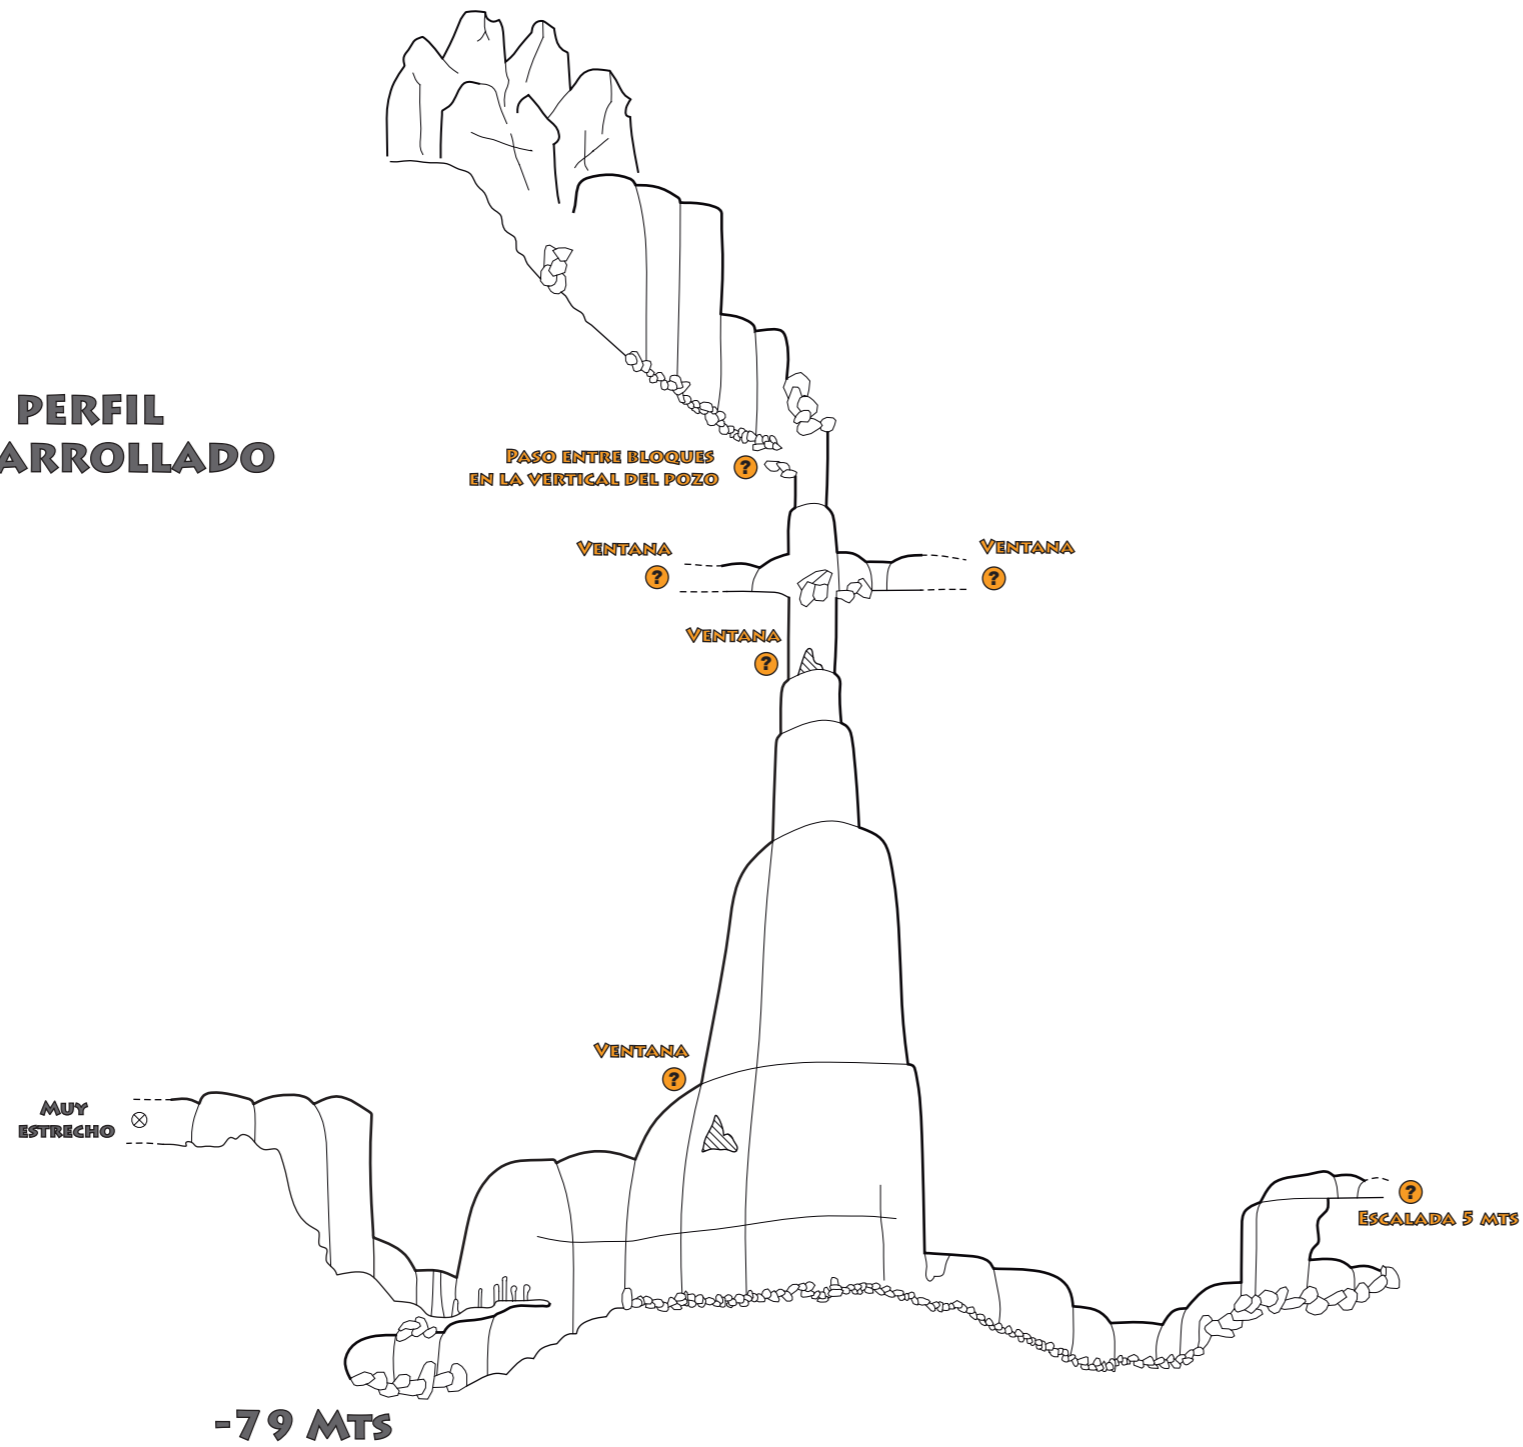 PERFIL
ARROLLADO
PASO ENTRE BLOQUES
EN LA VERTICAL DEL POZO
?
VENTANA
?
VENTANA
?
VENTANA
?
VENTANA
?
MUY
ESTRECHO
?
ESCALADA 5 MTS
-79 MTS